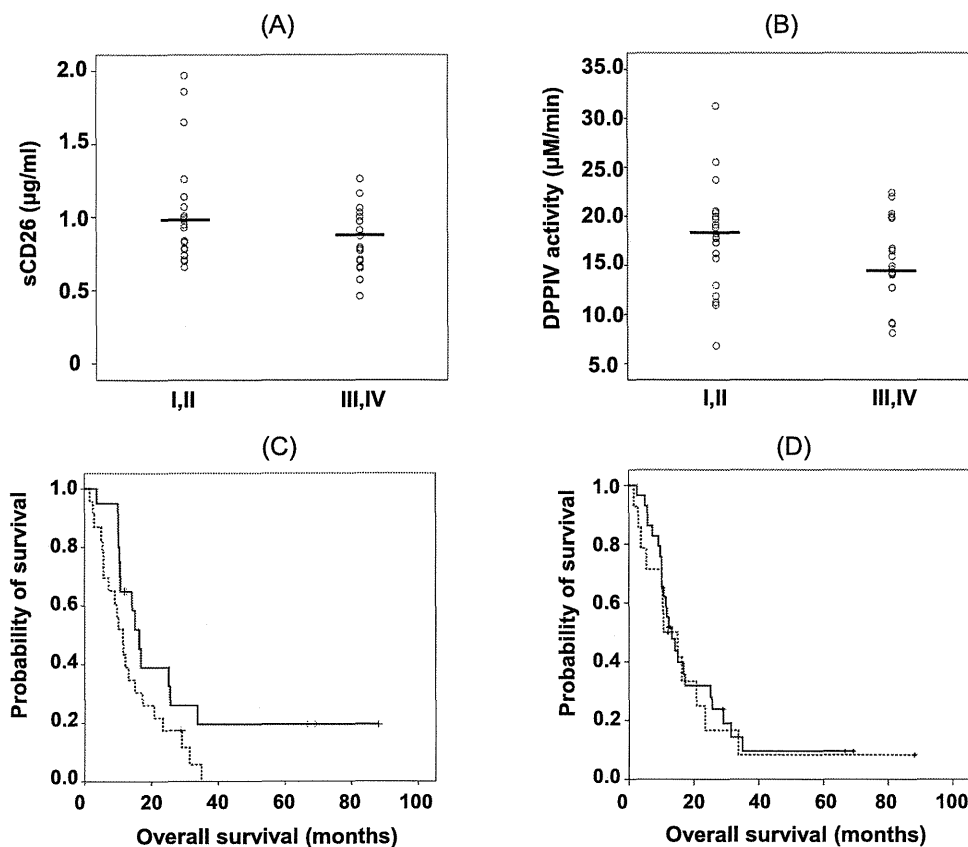 (A)
sCD26 (µg/ml)
2.0
1.5
1.0
0.5
0
I,II
III,IV
(B)
DPPIV activity (µM/min)
35.0
30.0
25.0
20.0
15.0
10.0
5.0
I,II
III,IV
(C)
Probability of survival
1.0
0.8
0.6
0.4
0.2
0.0
0
20
40
60
80
100
Overall survival (months)
(D)
Probability of survival
1.0
0.8
0.6
0.4
0.2
0.0
0
20
40
60
80
100
Overall survival (months)